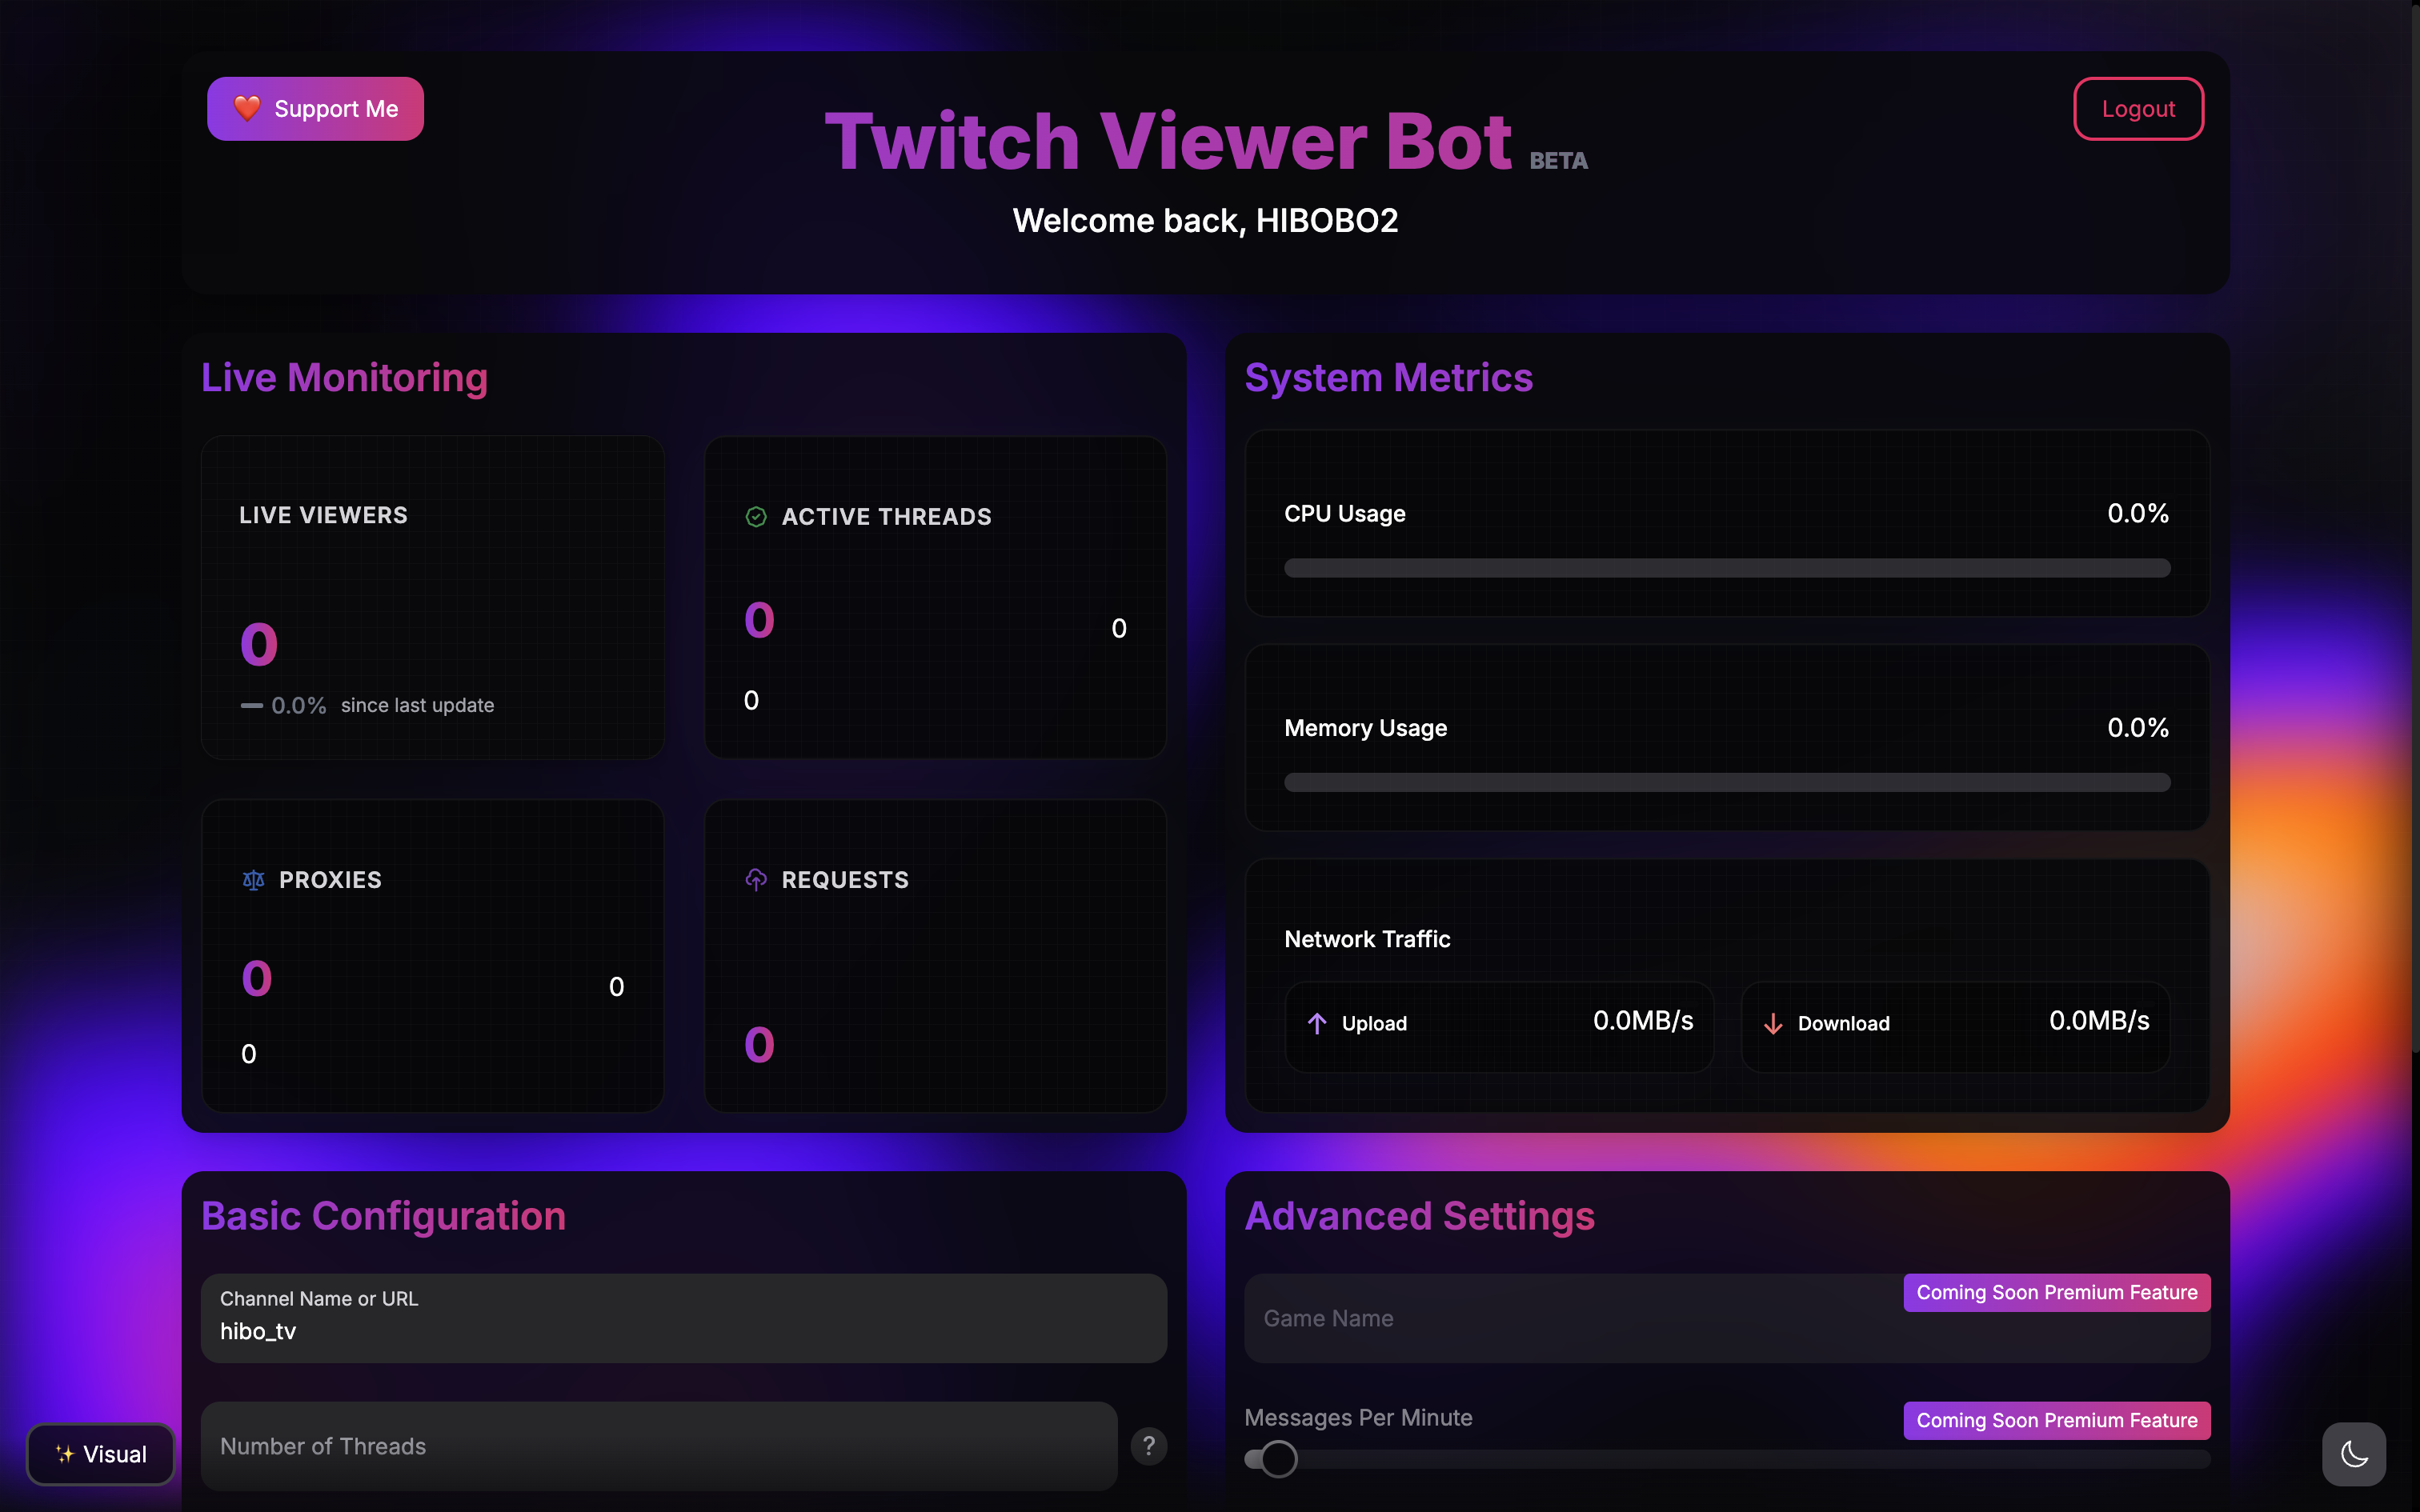 ❤️ Support Me
Twitch Viewer Bot BETA
Logout
Welcome back, HIBOBO2
Live Monitoring
LIVE VIEWERS
0
0.0% since last update
ACTIVE THREADS
0
0
0
PROXIES
0
0
0
REQUESTS
0
System Metrics
CPU Usage
0.0%
Memory Usage
0.0%
Network Traffic
↑ Upload 0.0MB/s
↓ Download 0.0MB/s
Basic Configuration
Channel Name or URL
hibo_tv
Number of Threads
?
Advanced Settings
Coming Soon Premium Feature
Game Name
Messages Per Minute
Coming Soon Premium Feature
✨ Visual